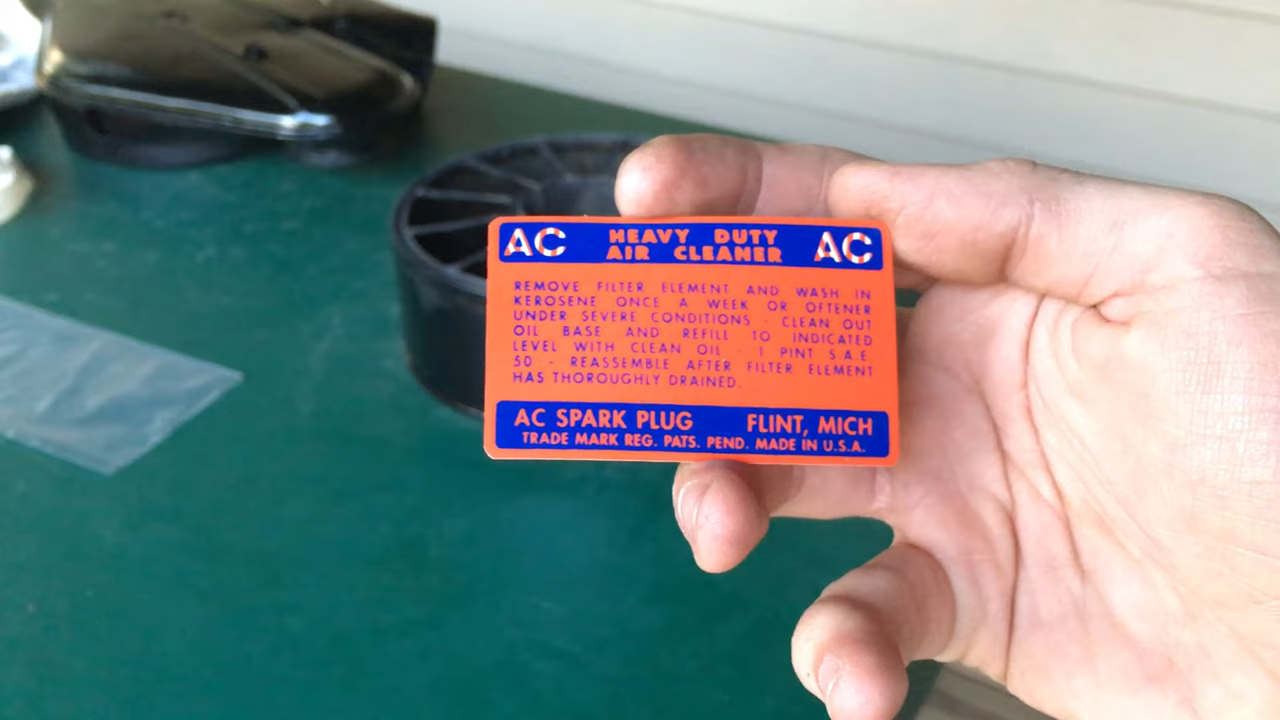 AC HEAVY DUTY AC
AIR CLEANER
REMOVE FILTER ELEMENT AND WASH IN
KEROSENE ONCE A WEEK OR OFTENER
UNDER SEVERE CONDITIONS - CLEAN OUT
OIL BASE AND REFILL TO INDICATED
LEVEL WITH CLEAN OIL - 1 PINT S.A.E.
50 - REASSEMBLE AFTER FILTER ELEMENT
HAS THOROUGHLY DRAINED.
AC SPARK PLUG FLINT, MICH
TRADE MARK REG. PATS. PEND. MADE IN U.S.A.